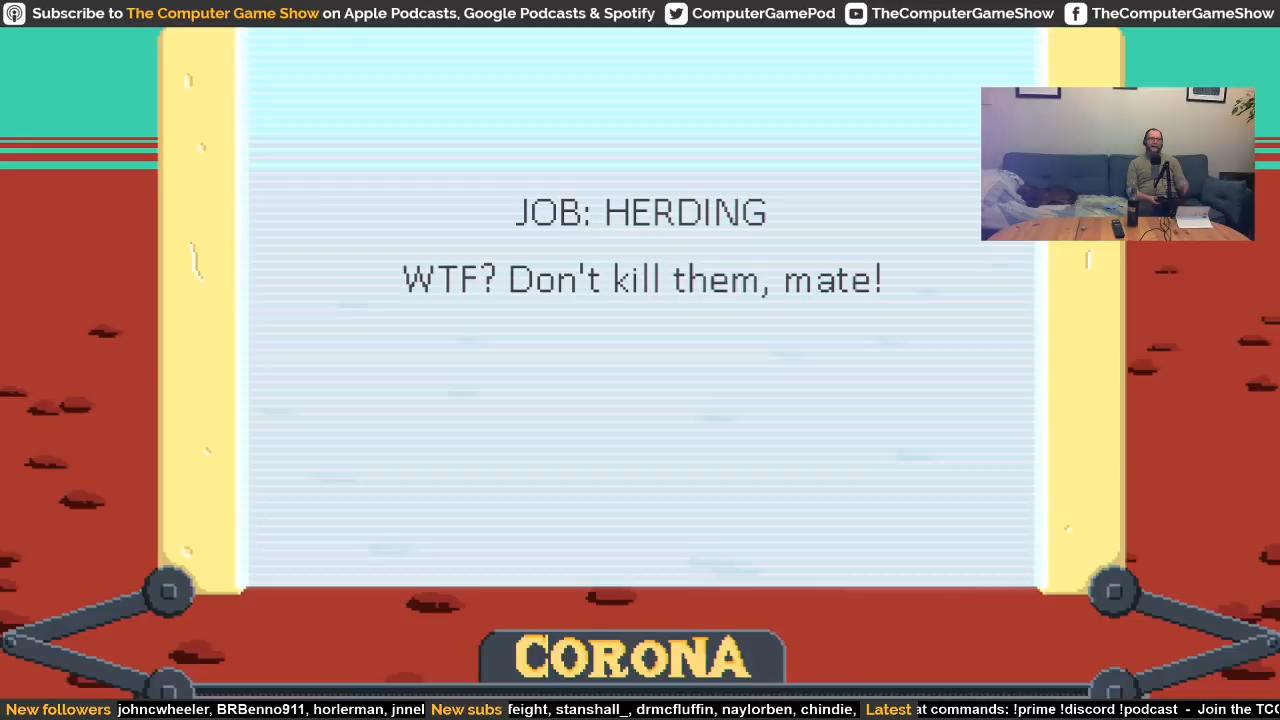 Subscribe to The Computer Game Show on Apple Podcasts, Google Podcasts & Spotify ComputerGamePod TheComputerGameShow TheComputerGameShow
JOB: HERDING
WTF? Don't kill them, mate!
CORONA
New followers johncwheeler, BRBenno911, horlerman, jnnel New subs feight, stanshall_, drmcfluffin, naylorben, chindie, Latest at commands: !prime !discord !podcast - Join the TCG